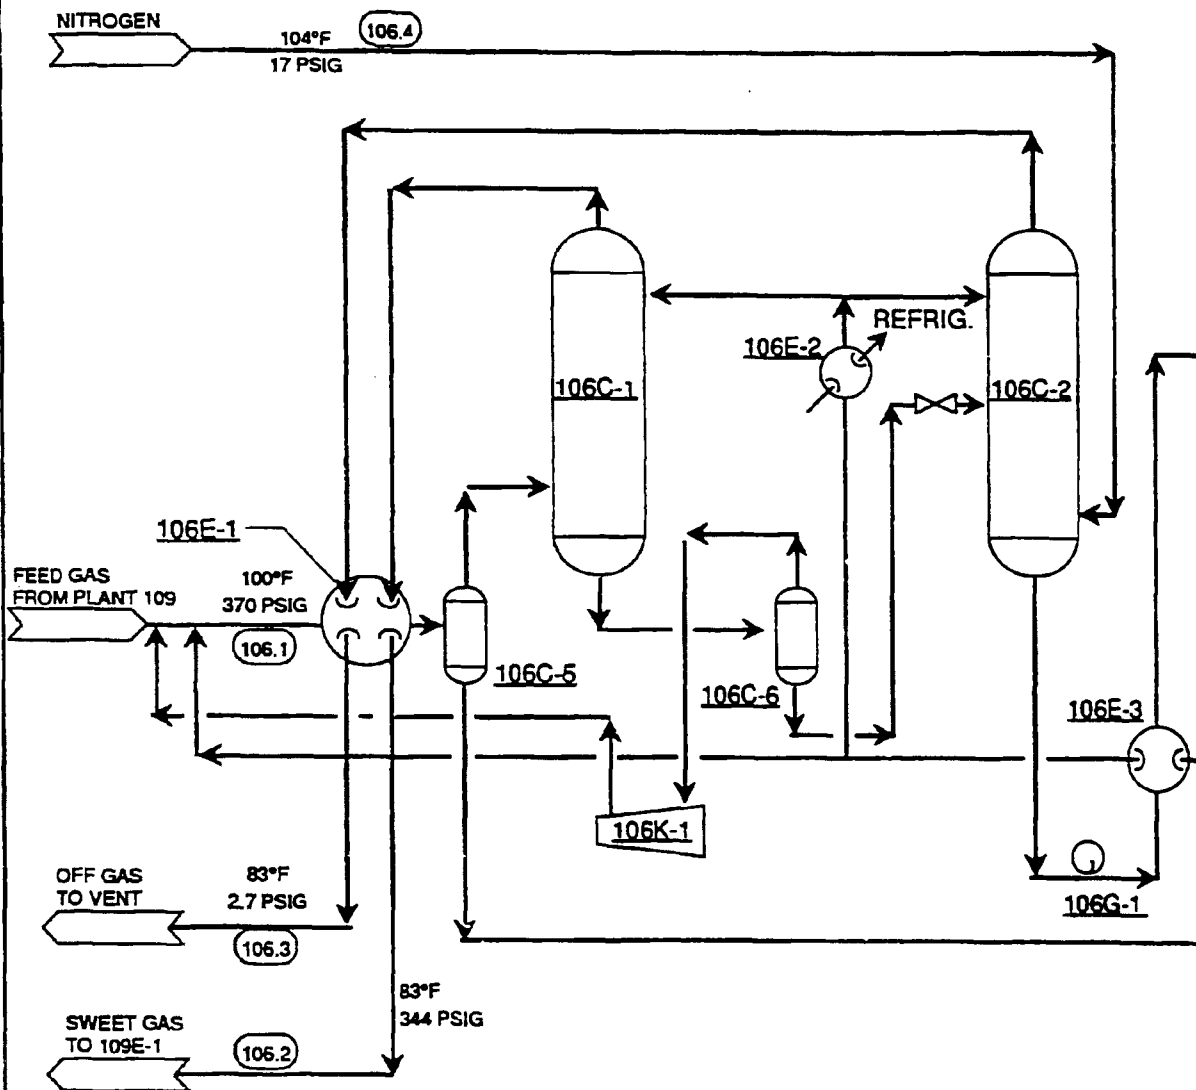 NITROGEN
104°F
17 PSIG
106.4
REFRIG.
106E-2
106C-1
106C-2
106E-1
FEED GAS
FROM PLANT 109
100°F
370 PSIG
106.1
106C-5
106C-6
106E-3
106K-1
106G-1
OFF GAS
TO VENT
83°F
2.7 PSIG
106.3
83°F
344 PSIG
SWEET GAS
TO 109E-1
106.2